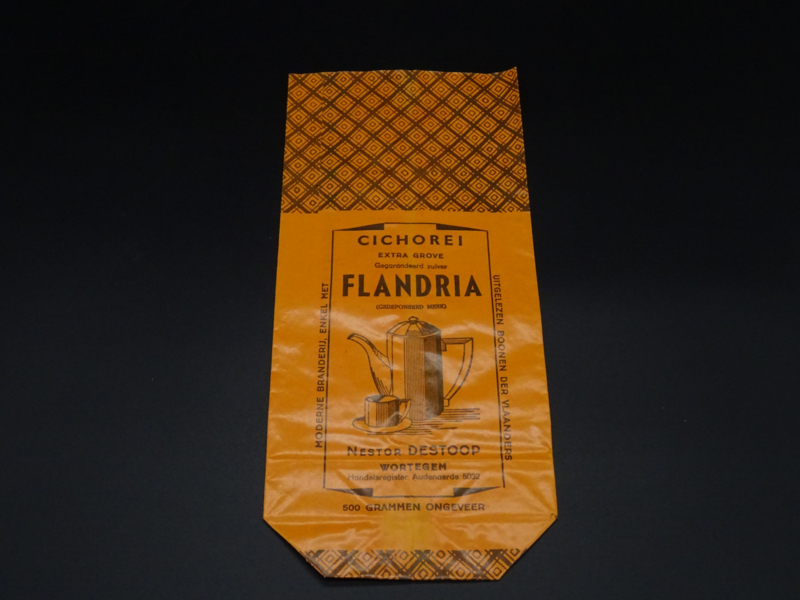 CICHOREI
EXTRA GROVE
Gegarandeerd zuiver
FLANDRIA
(GEDEPONEERD MERK)
MODERNE BRANDERIJ, ENKEL MET
UITGELEZEN BOONEN DER VLAANDERS
NESTOR DESTOOP
WORTEGEM
Handelsregister Audenaarde 5032
500 GRAMMEN ONGEVEER